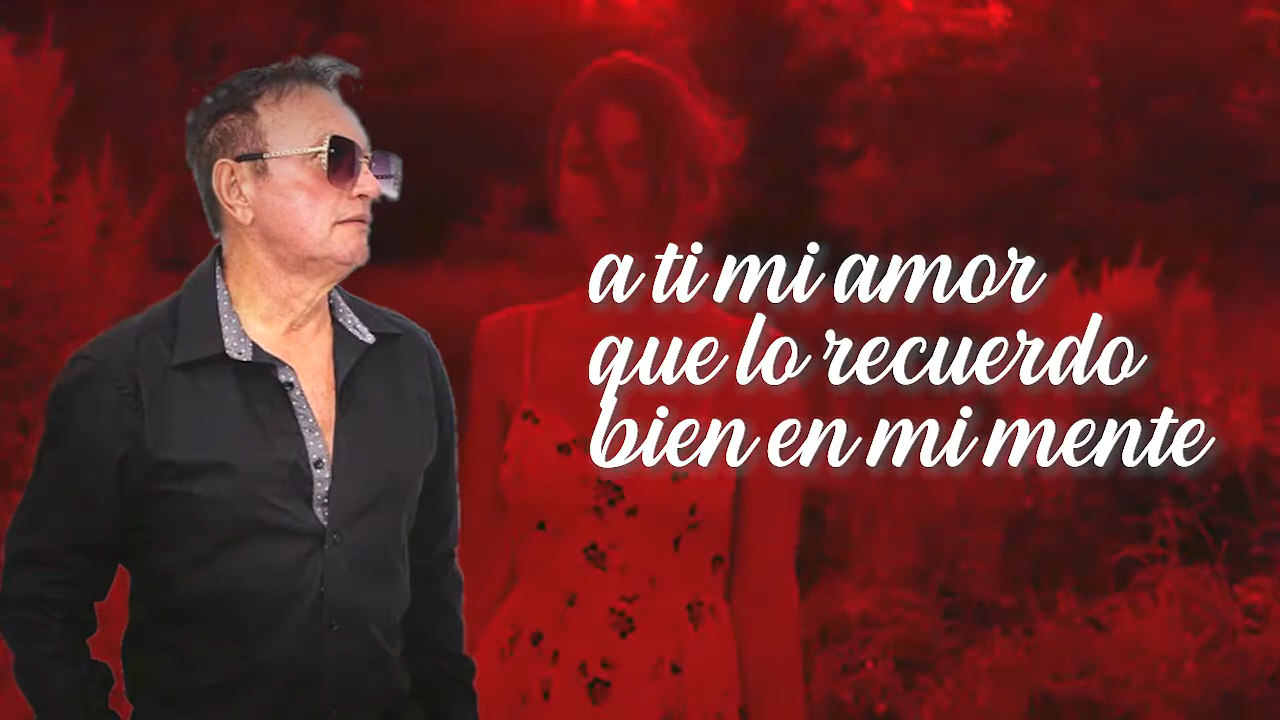 a ti mi amor
que lo recuerdo
bien en mi mente